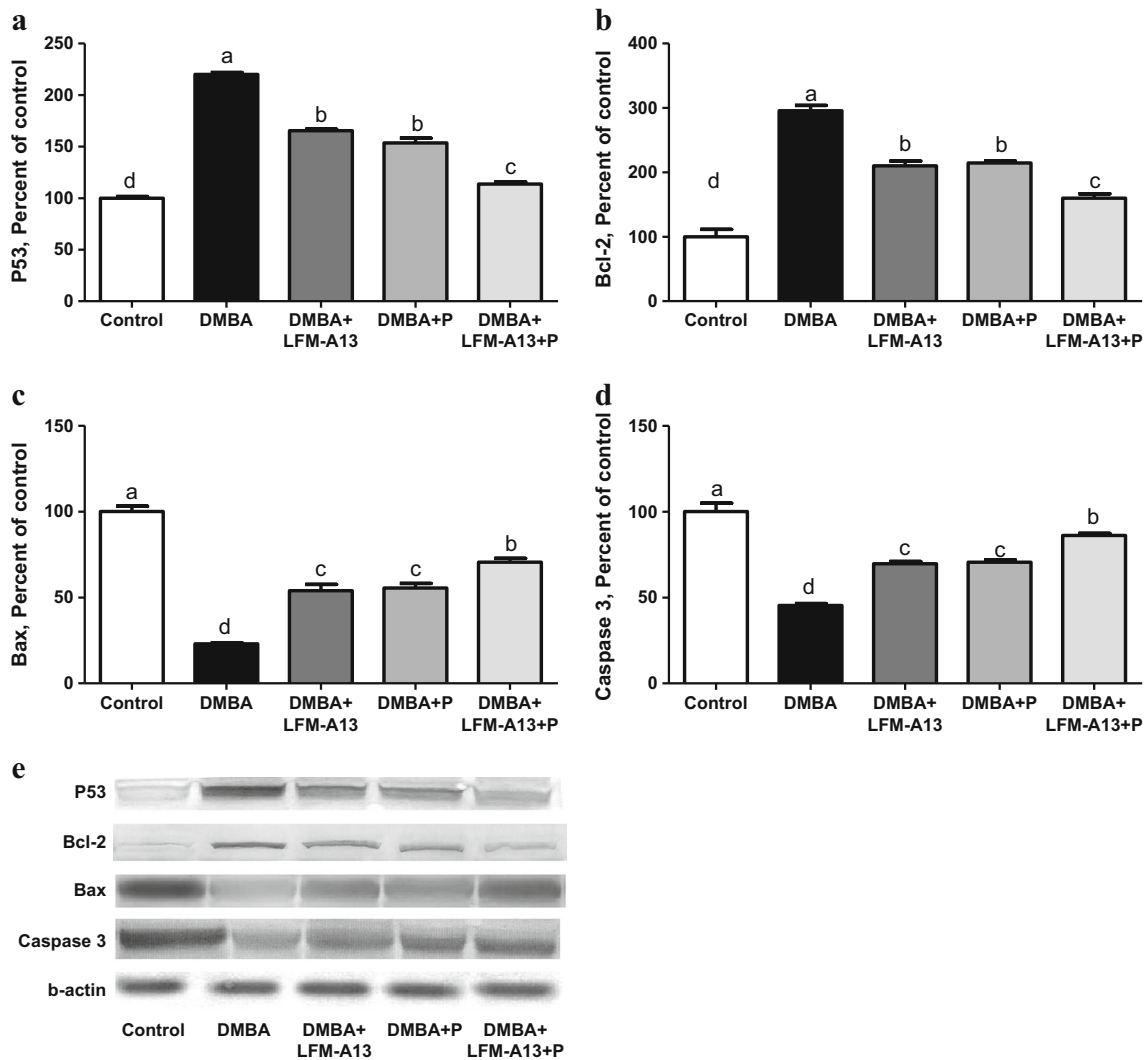 a
P53, Percent of control
250
200
150
100
50
0
d
a
b
b
c
Control
DMBA
DMBA+
LFM-A13
DMBA+P
DMBA+
LFM-A13+P
b
Bcl-2, Percent of control
400
300
200
100
0
d
a
b
b
c
Control
DMBA
DMBA+
LFM-A13
DMBA+P
DMBA+
LFM-A13+P
c
Bax, Percent of control
150
100
50
0
a
d
c
c
b
Control
DMBA
DMBA+
LFM-A13
DMBA+P
DMBA+
LFM-A13+P
d
Caspase 3, Percent of control
150
100
50
0
a
d
c
c
b
Control
DMBA
DMBA+
LFM-A13
DMBA+P
DMBA+
LFM-A13+P
e
P53
Bcl-2
Bax
Caspase 3
b-actin
Control
DMBA
DMBA+
LFM-A13
DMBA+P
DMBA+
LFM-A13+P